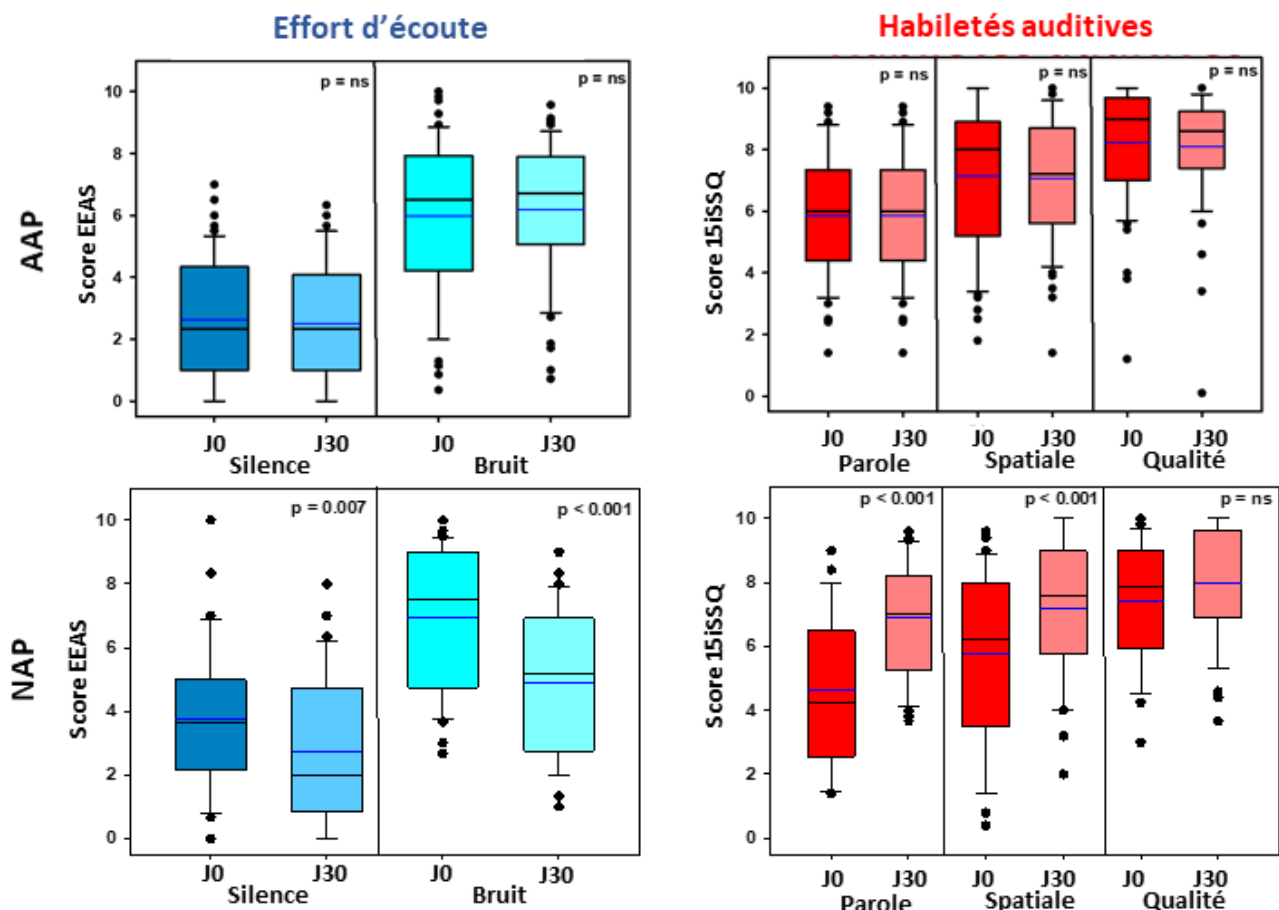 Effort d'écoute
Habiletés auditives
AAP
Score EEAS
10
8
6
4
2
0
p = ns
p = ns
J0
J30
J0
J30
Silence
Bruit
Score 15iSSQ
10
8
6
4
2
0
p = ns
p = ns
p = ns
J0
J30
J0
J30
J0
J30
Parole
Spatiale
Qualité
NAP
Score EEAS
10
8
6
4
2
0
p = 0.007
p < 0.001
J0
J30
J0
J30
Silence
Bruit
Score 15iSSQ
10
8
6
4
2
0
p < 0.001
p < 0.001
p = ns
J0
J30
J0
J30
J0
J30
Parole
Spatiale
Qualité